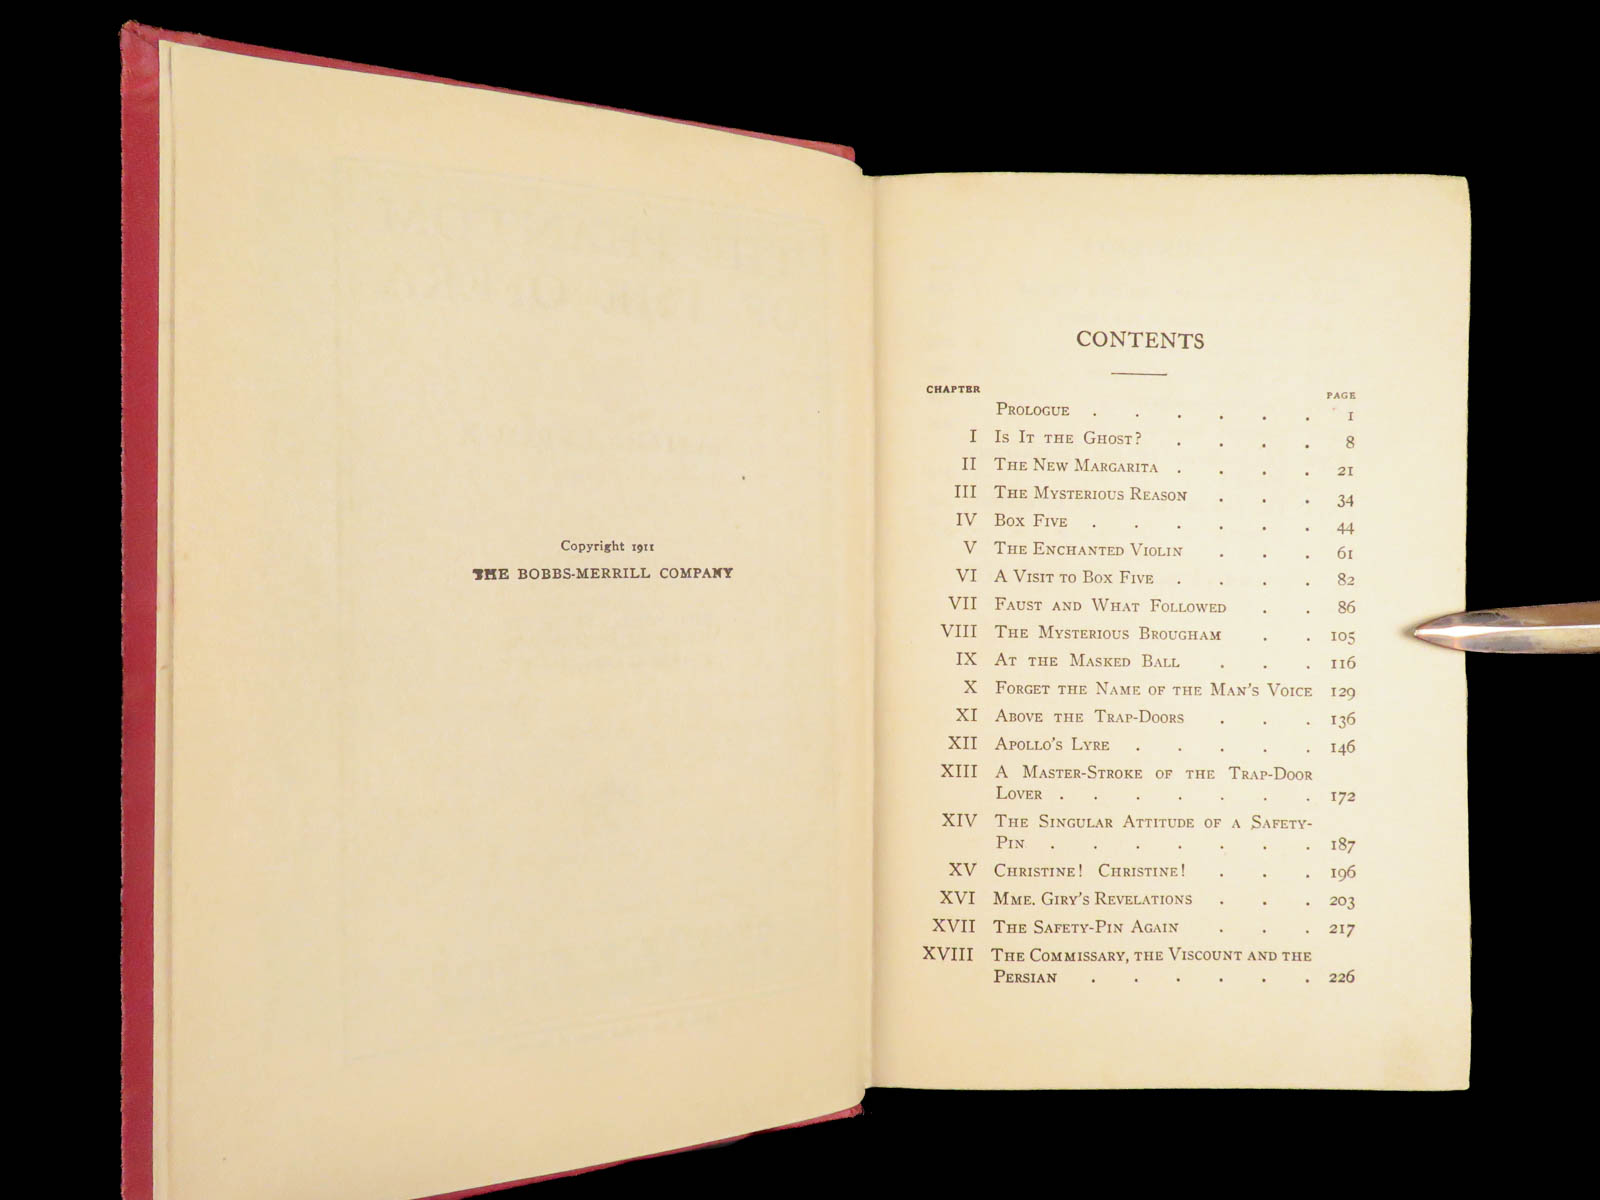 Copyright 1911
THE BOBBS-MERRILL COMPANY
CONTENTS
CHAPTER PAGE
PROLOGUE . . . . . . 1
I IS IT THE GHOST? . . . . 8
II THE NEW MARGARITA . . . . 21
III THE MYSTERIOUS REASON . . . 34
IV BOX FIVE . . . . . . 44
V THE ENCHANTED VIOLIN . . . 61
VI A VISIT TO BOX FIVE . . . . 82
VII FAUST AND WHAT FOLLOWED . . 86
VIII THE MYSTERIOUS BROUGHAM . . 105
IX AT THE MASKED BALL . . . 116
X FORGET THE NAME OF THE MAN'S VOICE 129
XI ABOVE THE TRAP-DOORS . . . 136
XII APOLLO'S LYRE . . . . . 146
XIII A MASTER-STROKE OF THE TRAP-DOOR
LOVER . . . . . . . 172
XIV THE SINGULAR ATTITUDE OF A SAFETY-
PIN . . . . . . . 187
XV CHRISTINE! CHRISTINE! . . . 196
XVI MME. GIRY'S REVELATIONS . . . 203
XVII THE SAFETY-PIN AGAIN . . . 217
XVIII THE COMMISSARY, THE VISCOUNT AND THE
PERSIAN . . . . . . 226